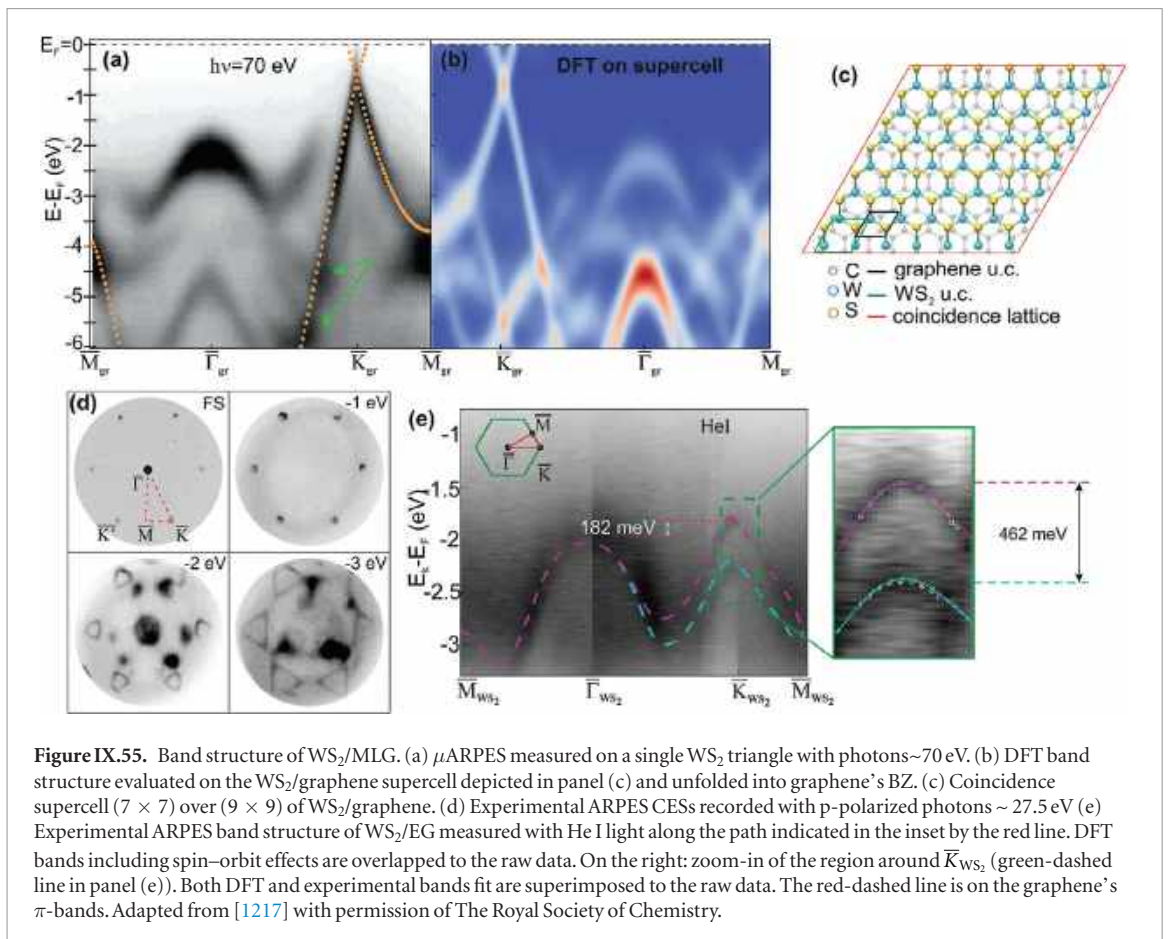 E_F=0
(a)
hν=70 eV
(b)
DFT on supercell
(c)
-1
-2
-3
-4
-5
-6
E-E_F (eV)
M̅_gr
Γ̅_gr
K̅_gr
M̅_gr
K̅_gr
Γ̅_gr
M̅_gr
C — graphene u.c.
W — WS₂ u.c.
S — coincidence lattice
(d)
FS
-1 eV
Γ̅
K̅'
M̅
K̅
-2 eV
-3 eV
(e)
HeI
M̅
Γ̅
K̅
-1
-1.5
-2
-2.5
-3
E_k-E_F (eV)
182 meV
462 meV
M̅_WS₂
Γ̅_WS₂
K̅_WS₂
M̅_WS₂
Figure IX.55. Band structure of WS₂/MLG. (a) μARPES measured on a single WS₂ triangle with photons~70 eV. (b) DFT band
structure evaluated on the WS₂/graphene supercell depicted in panel (c) and unfolded into graphene's BZ. (c) Coincidence
supercell (7 × 7) over (9 × 9) of WS₂/graphene. (d) Experimental ARPES CESs recorded with p-polarized photons ~ 27.5 eV (e)
Experimental ARPES band structure of WS₂/EG measured with He I light along the path indicated in the inset by the red line. DFT
bands including spin–orbit effects are overlapped to the raw data. On the right: zoom-in of the region around K̅_WS₂ (green-dashed
line in panel (e)). Both DFT and experimental bands fit are superimposed to the raw data. The red-dashed line is on the graphene's
π-bands. Adapted from [1217] with permission of The Royal Society of Chemistry.